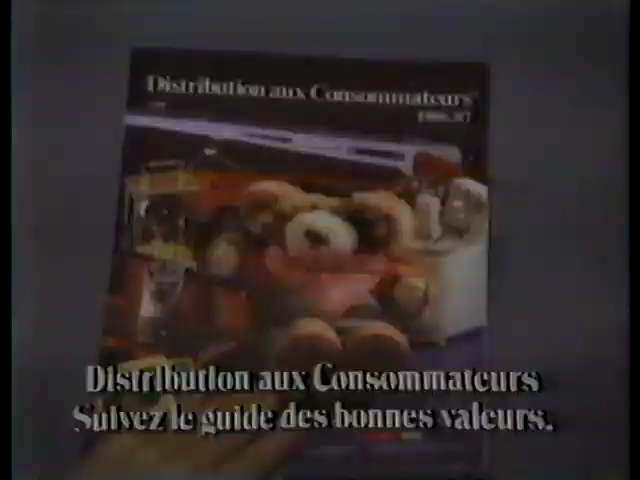 Distribution aux Consommateurs
1986/87
Distribution aux Consommateurs
Suivez le guide des bonnes valeurs.